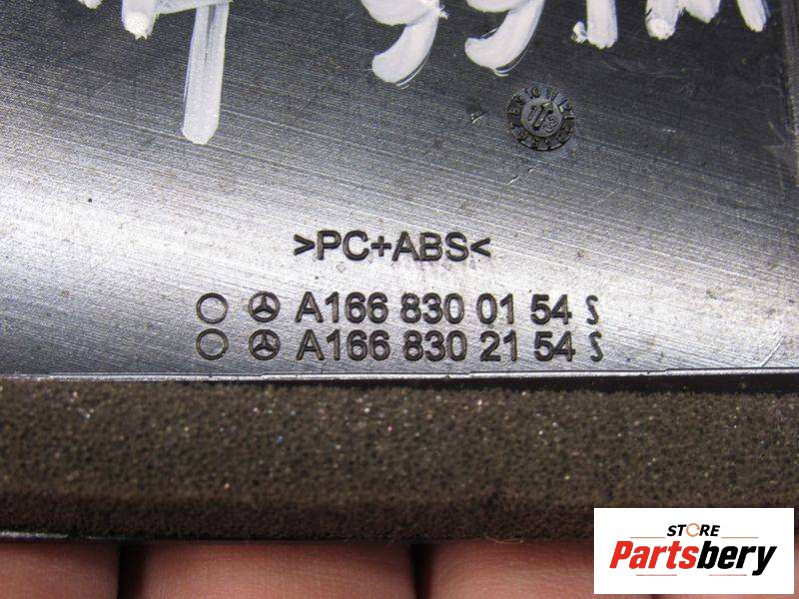 >PC+ABS<
A166 830 01 54 S
A166 830 21 54 S
STORE
Partsbery